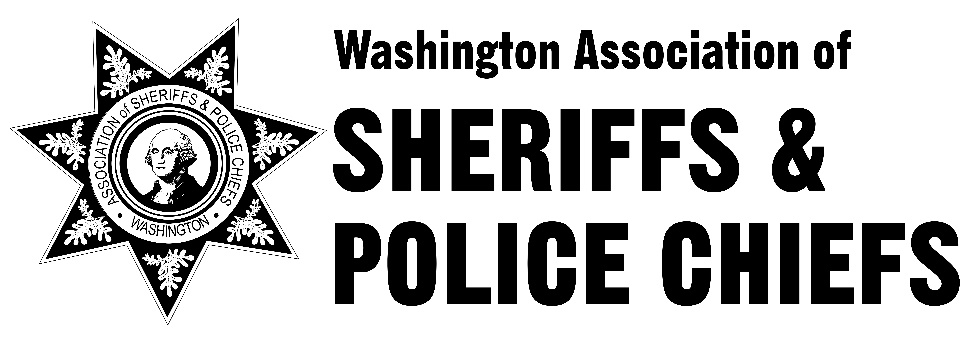 ASSOCIATION of SHERIFFS & POLICE CHIEFS
• WASHINGTON •
Washington Association of
SHERIFFS &
POLICE CHIEFS